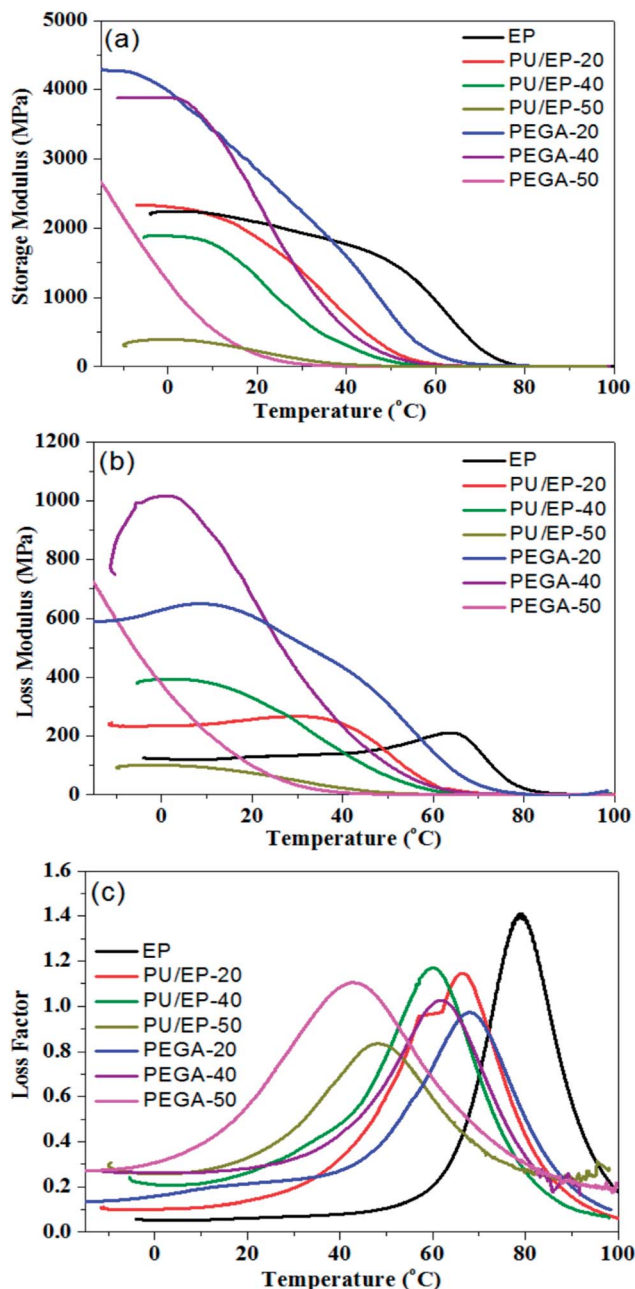 (a)
EP
PU/EP-20
PU/EP-40
PU/EP-50
PEGA-20
PEGA-40
PEGA-50
5000
4000
3000
2000
1000
0
Storage Modulus (MPa)
0 20 40 60 80 100
Temperature (°C)
(b)
EP
PU/EP-20
PU/EP-40
PU/EP-50
PEGA-20
PEGA-40
PEGA-50
1200
1000
800
600
400
200
0
Loss Modulus (MPa)
0 20 40 60 80 100
Temperature (°C)
(c)
EP
PU/EP-20
PU/EP-40
PU/EP-50
PEGA-20
PEGA-40
PEGA-50
1.6
1.4
1.2
1.0
0.8
0.6
0.4
0.2
0.0
Loss Factor
0 20 40 60 80 100
Temperature (°C)